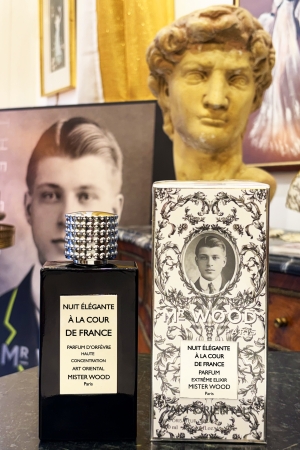 NUIT ÉLÉGANTE
À LA COUR
DE FRANCE
PARFUM D'ORFÈVRE
HAUTE
CONCENTRATION
ART ORIENTAL
MISTER WOOD
Paris
WOOD
NUIT ÉLÉGANTE
À LA COUR
DE FRANCE
PARFUM
EXTRÊME ELIXIR
MISTER WOOD
Paris
MR